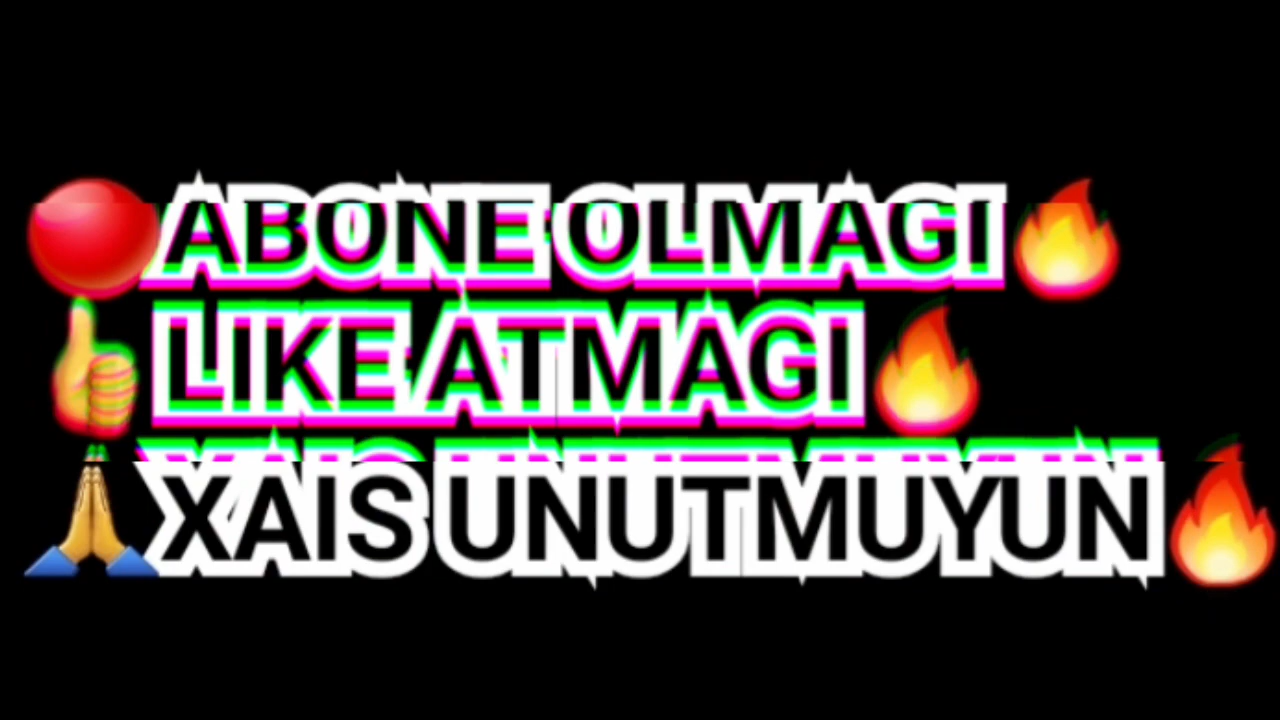 🔴ABONE OLMAGI🔥
👍LIKE ATMAGI🔥
🙏XAIS UNUTMUYUN🔥